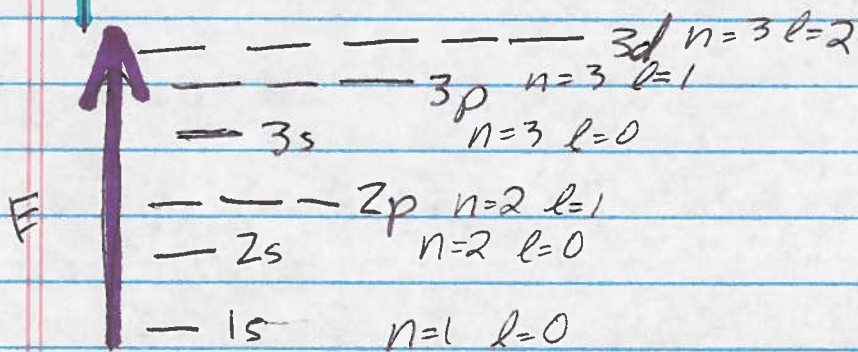 3d n=3 l=2
3p n=3 l=1
3s n=3 l=0
E
2p n=2 l=1
2s n=2 l=0
1s n=1 l=0